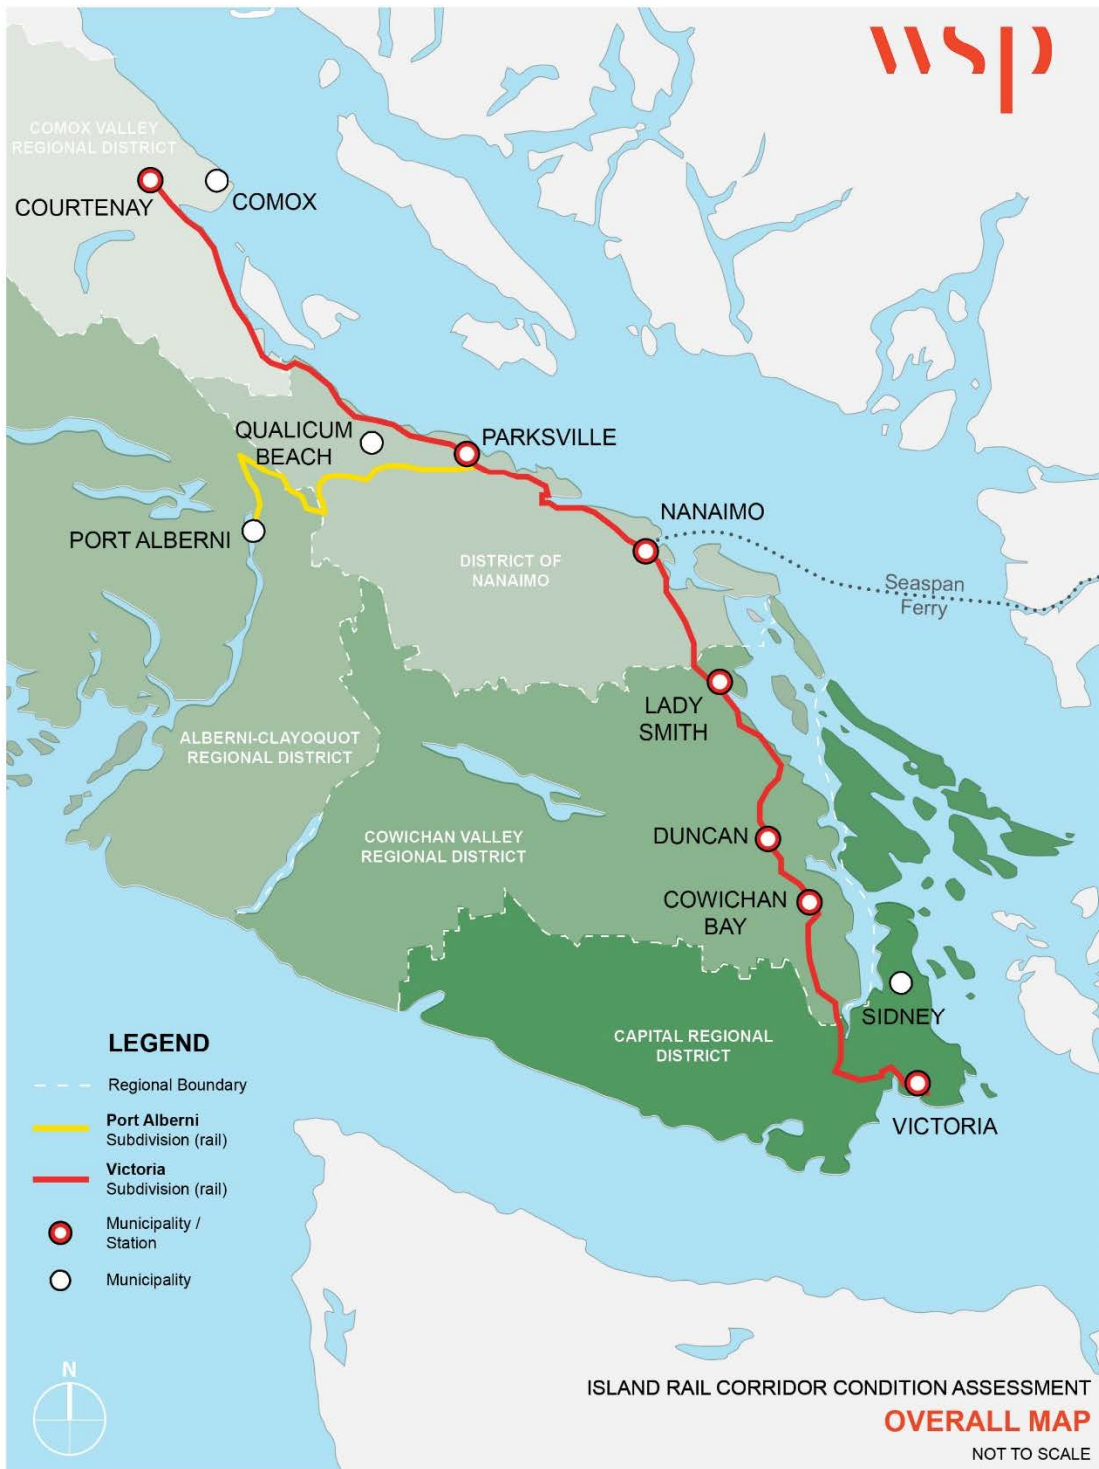 wsp
COMOX VALLEY
REGIONAL DISTRICT
COURTENAY
COMOX
QUALICUM
BEACH
PARKSVILLE
PORT ALBERNI
NANAIMO
DISTRICT OF
NANAIMO
Seaspan
Ferry
LADY
SMITH
ALBERNI-CLAYOQUOT
REGIONAL DISTRICT
COWICHAN VALLEY
REGIONAL DISTRICT
DUNCAN
COWICHAN
BAY
SIDNEY
CAPITAL REGIONAL
DISTRICT
VICTORIA
LEGEND
Regional Boundary
Port Alberni
Subdivision (rail)
Victoria
Subdivision (rail)
Municipality /
Station
Municipality
N
ISLAND RAIL CORRIDOR CONDITION ASSESSMENT
OVERALL MAP
NOT TO SCALE